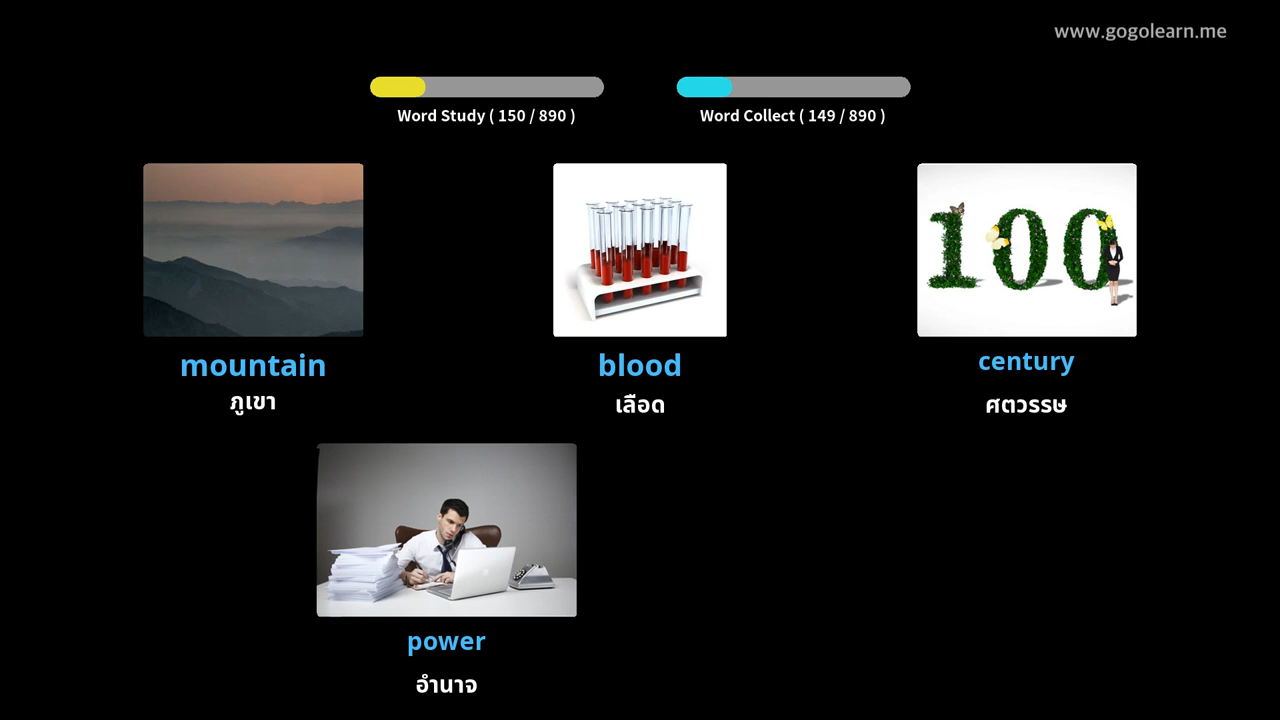 www.gogolearn.me
Word Study ( 150 / 890 )
Word Collect ( 149 / 890 )
mountain
ภูเขา
blood
เลือด
century
ศตวรรษ
100
power
อำนาจ